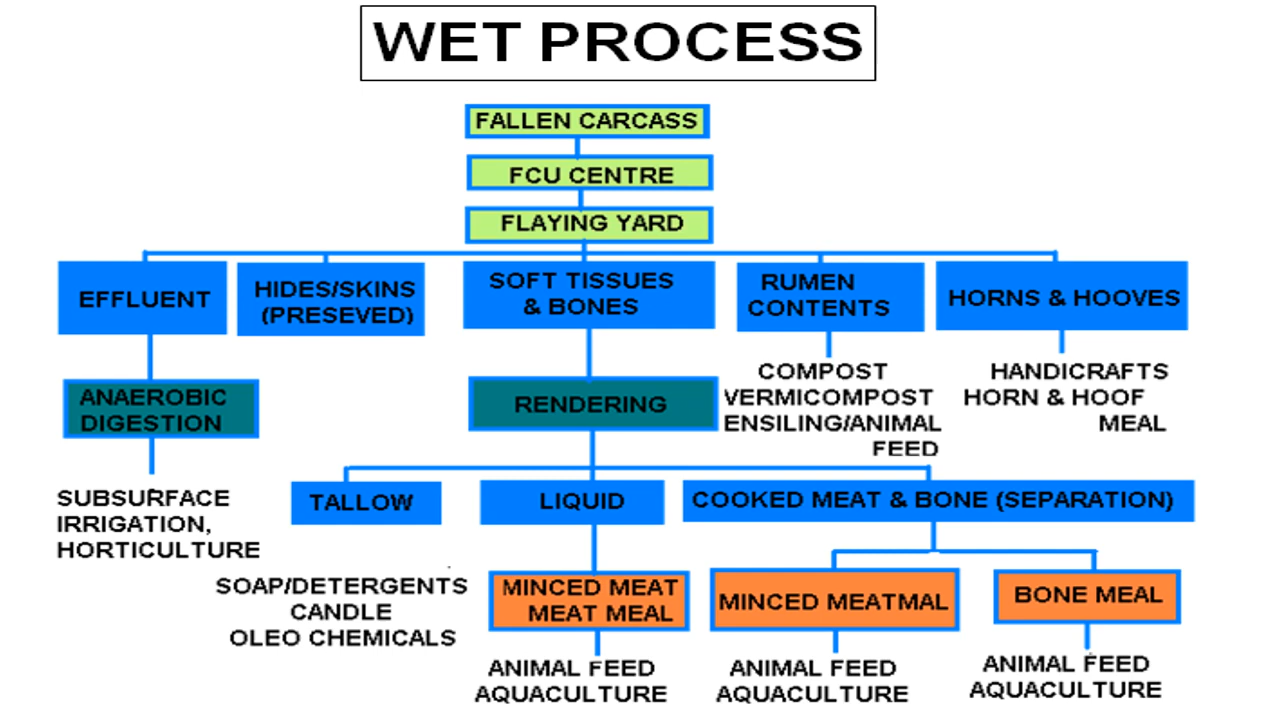 WET PROCESS
FALLEN CARCASS
FCU CENTRE
FLAYING YARD
EFFLUENT
HIDES/SKINS
(PRESEVED)
SOFT TISSUES
& BONES
RUMEN
CONTENTS
HORNS & HOOVES
ANAEROBIC
DIGESTION
RENDERING
COMPOST
VERMICOMPOST
ENSILING/ANIMAL
FEED
HANDICRAFTS
HORN & HOOF
MEAL
SUBSURFACE
IRRIGATION,
HORTICULTURE
TALLOW
LIQUID
COOKED MEAT & BONE (SEPARATION)
SOAP/DETERGENTS
CANDLE
OLEO CHEMICALS
MINCED MEAT
MEAT MEAL
MINCED MEATMAL
BONE MEAL
ANIMAL FEED
AQUACULTURE
ANIMAL FEED
AQUACULTURE
ANIMAL FEED
AQUACULTURE